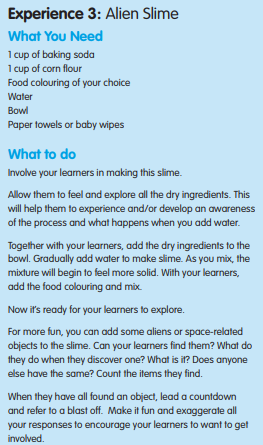 Experience 3: Alien Slime
What You Need
1 cup of baking soda
1 cup of corn flour
Food colouring of your choice
Water
Bowl
Paper towels or baby wipes
What to do
Involve your learners in making this slime.
Allow them to feel and explore all the dry ingredients. This
will help them to experience and/or develop an awareness
of the process and what happens when you add water.
Together with your learners, add the dry ingredients to the
bowl. Gradually add water to make slime. As you mix, the
mixture will begin to feel more solid. With your learners,
add the food colouring and mix.
Now it's ready for your learners to explore.
For more fun, you can add some aliens or space-related
objects to the slime. Can your learners find them? What do
they do when they discover one? What is it? Does anyone
else have the same? Count the items they find.
When they have all found an object, lead a countdown
and refer to a blast off. Make it fun and exaggerate all
your responses to encourage your learners to want to get
involved.